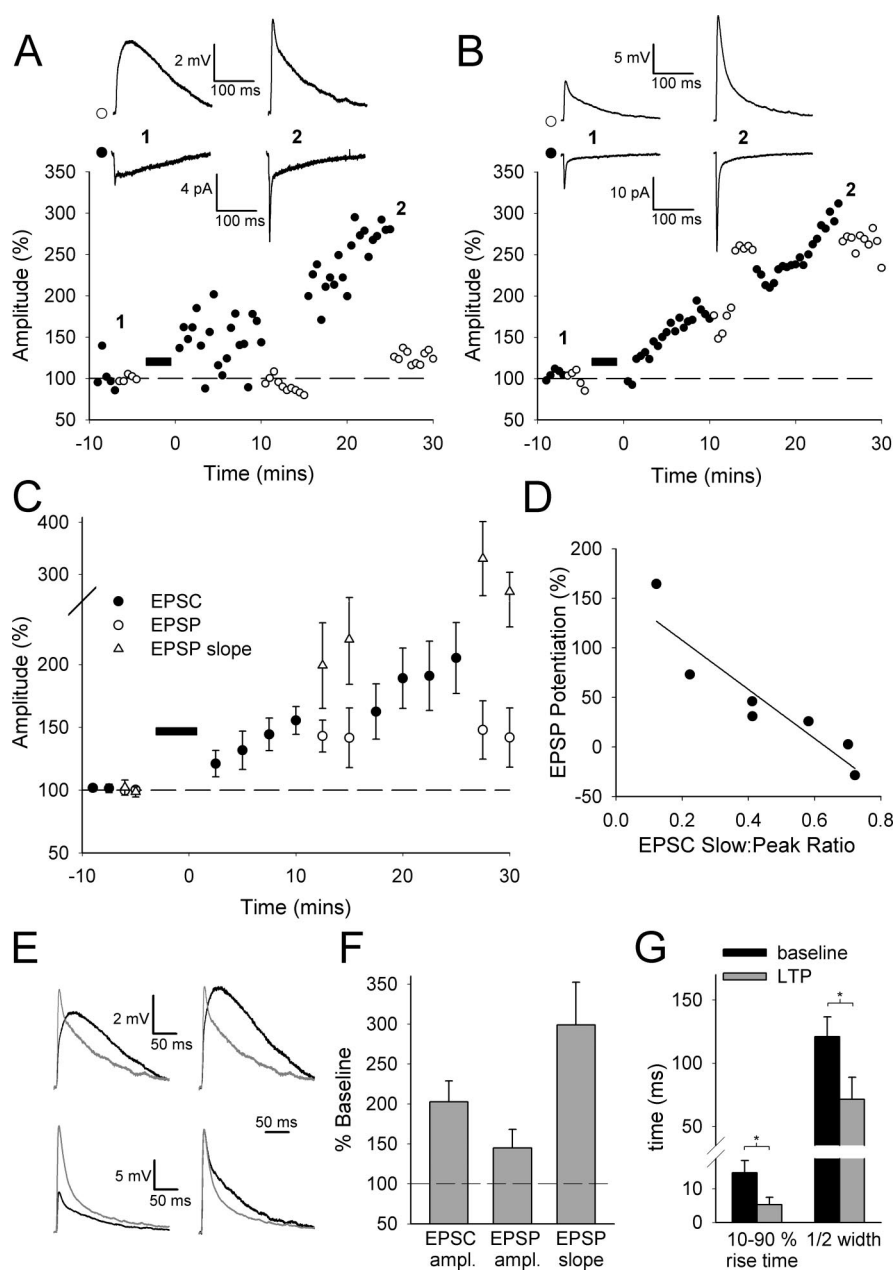 A
2 mV
100 ms
1
2
4 pA
100 ms
350
300
250
200
150
100
50
Amplitude (%)
1
2
-10
0
10
20
30
Time (mins)
B
5 mV
100 ms
1
2
10 pA
100 ms
350
300
250
200
150
100
50
Amplitude (%)
1
2
-10
0
10
20
30
Time (mins)
C
400
300
200
150
100
50
Amplitude (%)
EPSC
EPSP
EPSP slope
-10
0
10
20
30
Time (mins)
D
200
150
100
50
0
-50
EPSP Potentiation (%)
0.0
0.2
0.4
0.6
0.8
EPSC Slow:Peak Ratio
E
2 mV
50 ms
50 ms
5 mV
50 ms
F
350
300
250
200
150
100
50
% Baseline
EPSC ampl.
EPSP ampl.
EPSP slope
G
baseline
LTP
150
100
50
10
0
time (ms)
*
*
10-90 % rise time
1/2 width